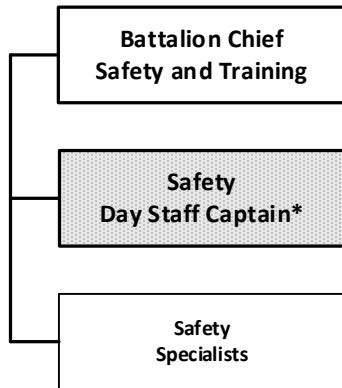 Battalion Chief
Safety and Training
Safety
Day Staff Captain*
Safety
Specialists